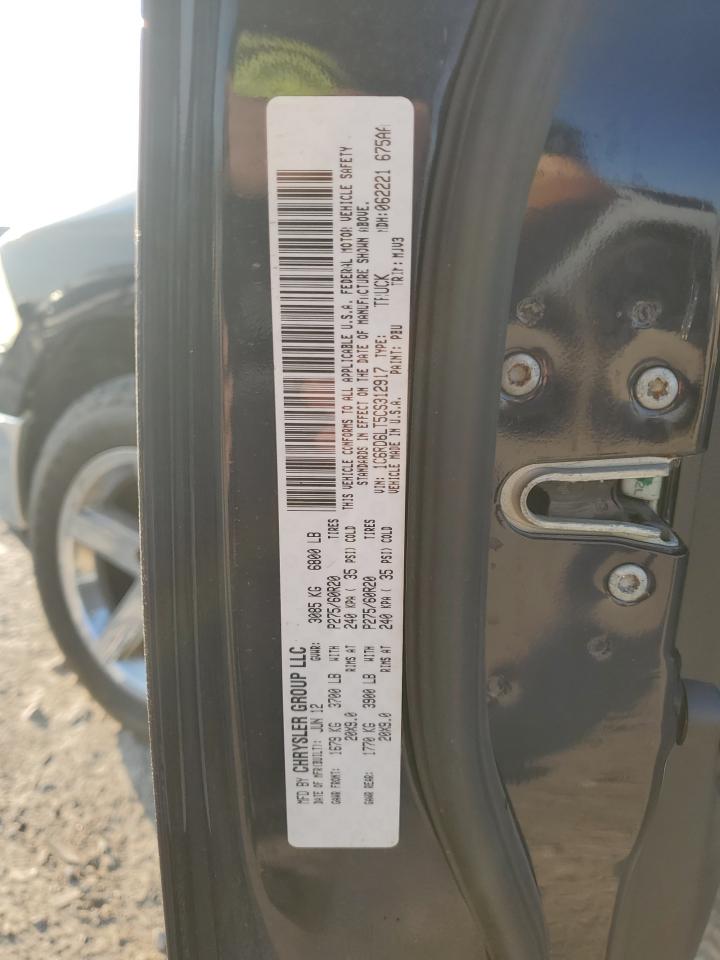 MFD BY CHRYSLER GROUP LLC
DATE OF MFR(BUILT): JUN 12 GVWR: 3085 KG 6800 LB
GAWR FRONT: 1679 KG 3700 LB WITH P275/60R20 TIRES
20X9.0 RIMS AT 240 KPA ( 35 PSI) COLD
GAWR REAR: 1770 KG 3900 LB WITH P275/60R20 TIRES
20X9.0 RIMS AT 240 KPA ( 35 PSI) COLD
THIS VEHICLE CONFORMS TO ALL APPLICABLE U.S.A. FEDERAL MOTOR VEHICLE SAFETY
STANDARDS IN EFFECT ON THE DATE OF MANUFACTURE SHOWN ABOVE.
VIN: 1C6RD6LT5CS312917 TYPE: TRUCK MDH:062221 675AA
VEHICLE MADE IN U.S.A. PAINT: PBU TRIM: MJV3